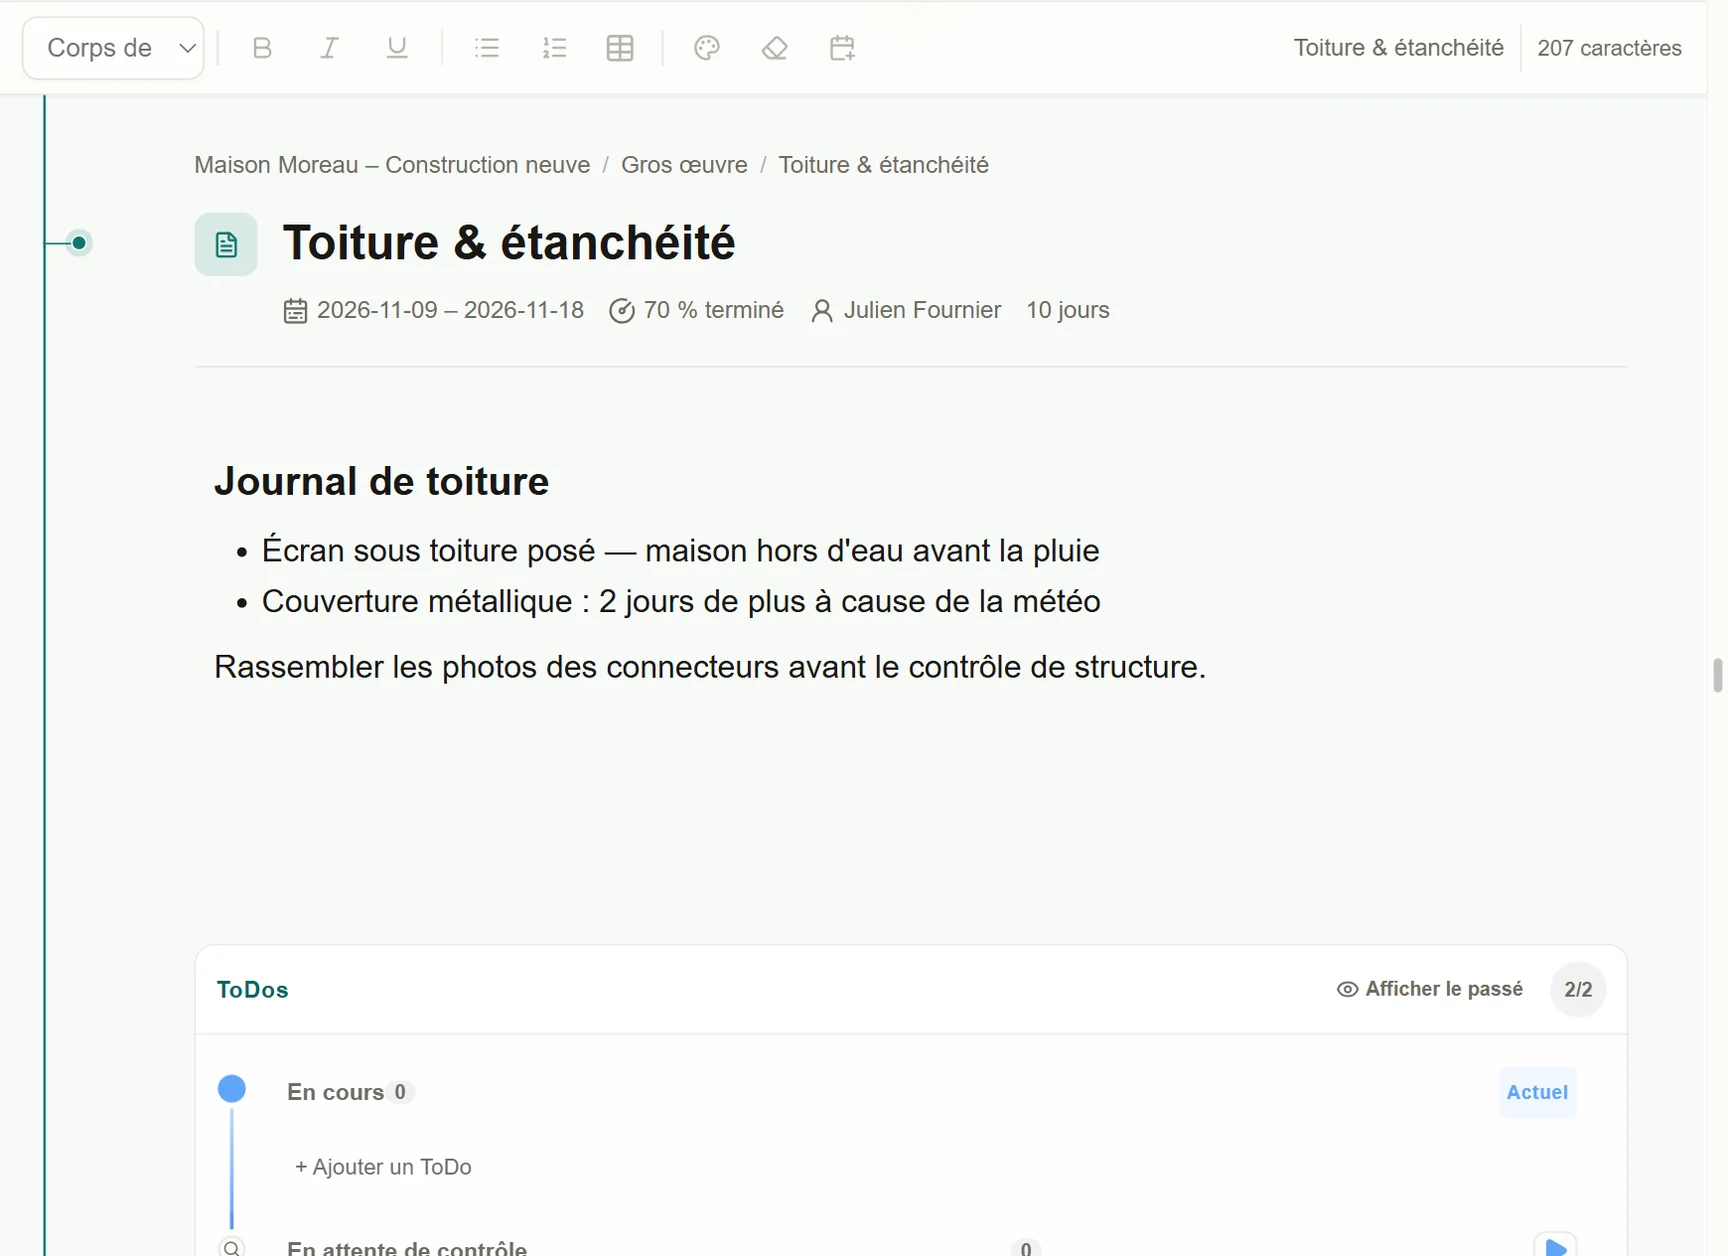 Corps de
Toiture & étanchéité
207 caractères
Maison Moreau – Construction neuve / Gros œuvre / Toiture & étanchéité
Toiture & étanchéité
2026-11-09 – 2026-11-18 70 % terminé Julien Fournier 10 jours
Journal de toiture
• Écran sous toiture posé — maison hors d'eau avant la pluie
• Couverture métallique : 2 jours de plus à cause de la météo
Rassembler les photos des connecteurs avant le contrôle de structure.
ToDos
Afficher le passé
2/2
En cours 0
Actuel
+ Ajouter un ToDo
En attente de contrôle
0